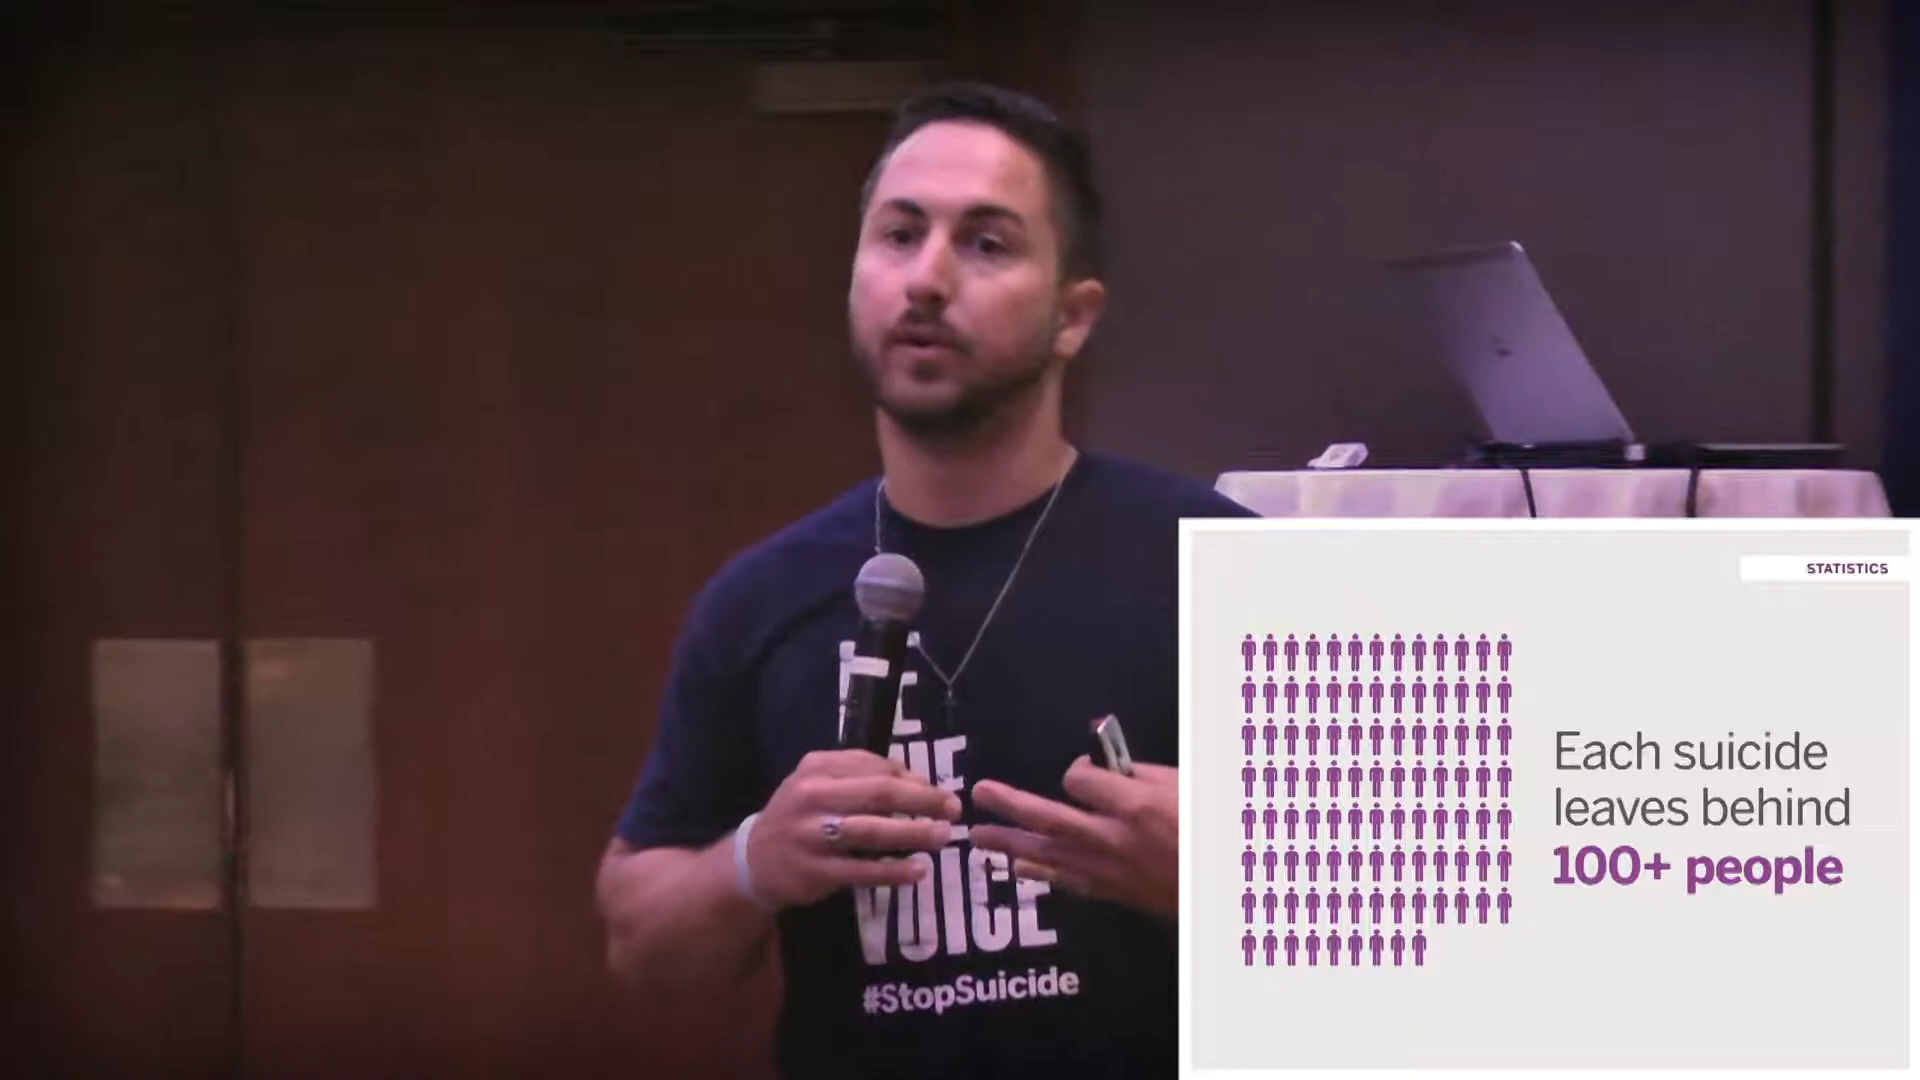 VOICE
#StopSuicide
STATISTICS
Each suicide
leaves behind
100+ people